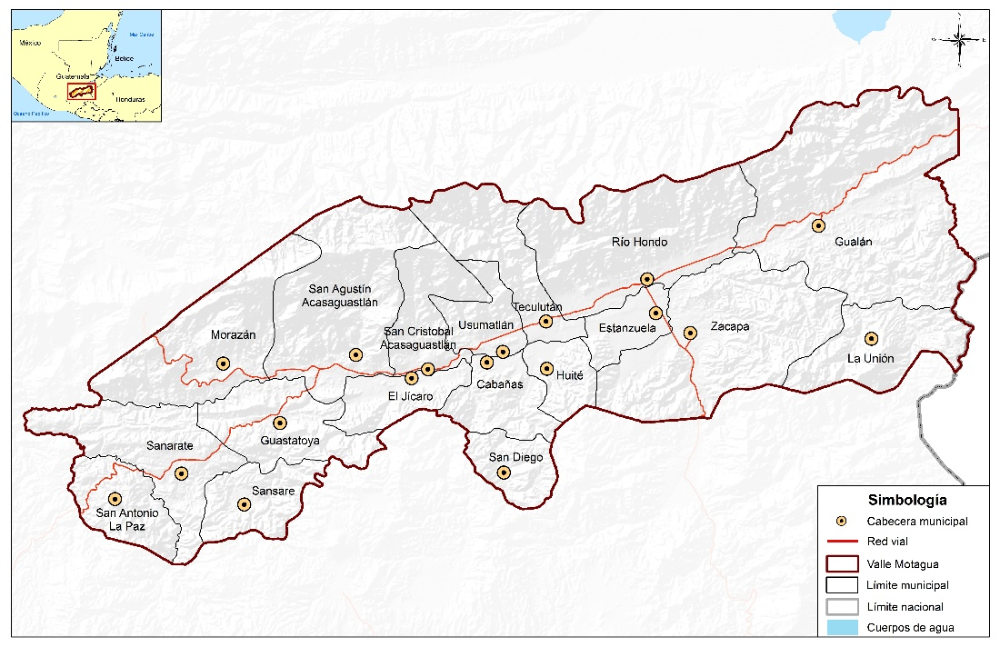 México
Mar Caribe
Belice
Guatemala
Honduras
Océano Pacífico
N
W
E
S
Río Hondo
Gualán
San Agustín
Acasaguastlán
Teculután
Usumatlán
Estanzuela
Zacapa
Morazán
San Cristobal
Acasaguastlán
La Unión
Huité
Cabañas
El Jícaro
Guastatoya
Sanarate
San Diego
Sansare
San Antonio
La Paz
Simbología
Cabecera municipal
Red vial
Valle Motagua
Límite municipal
Límite nacional
Cuerpos de agua